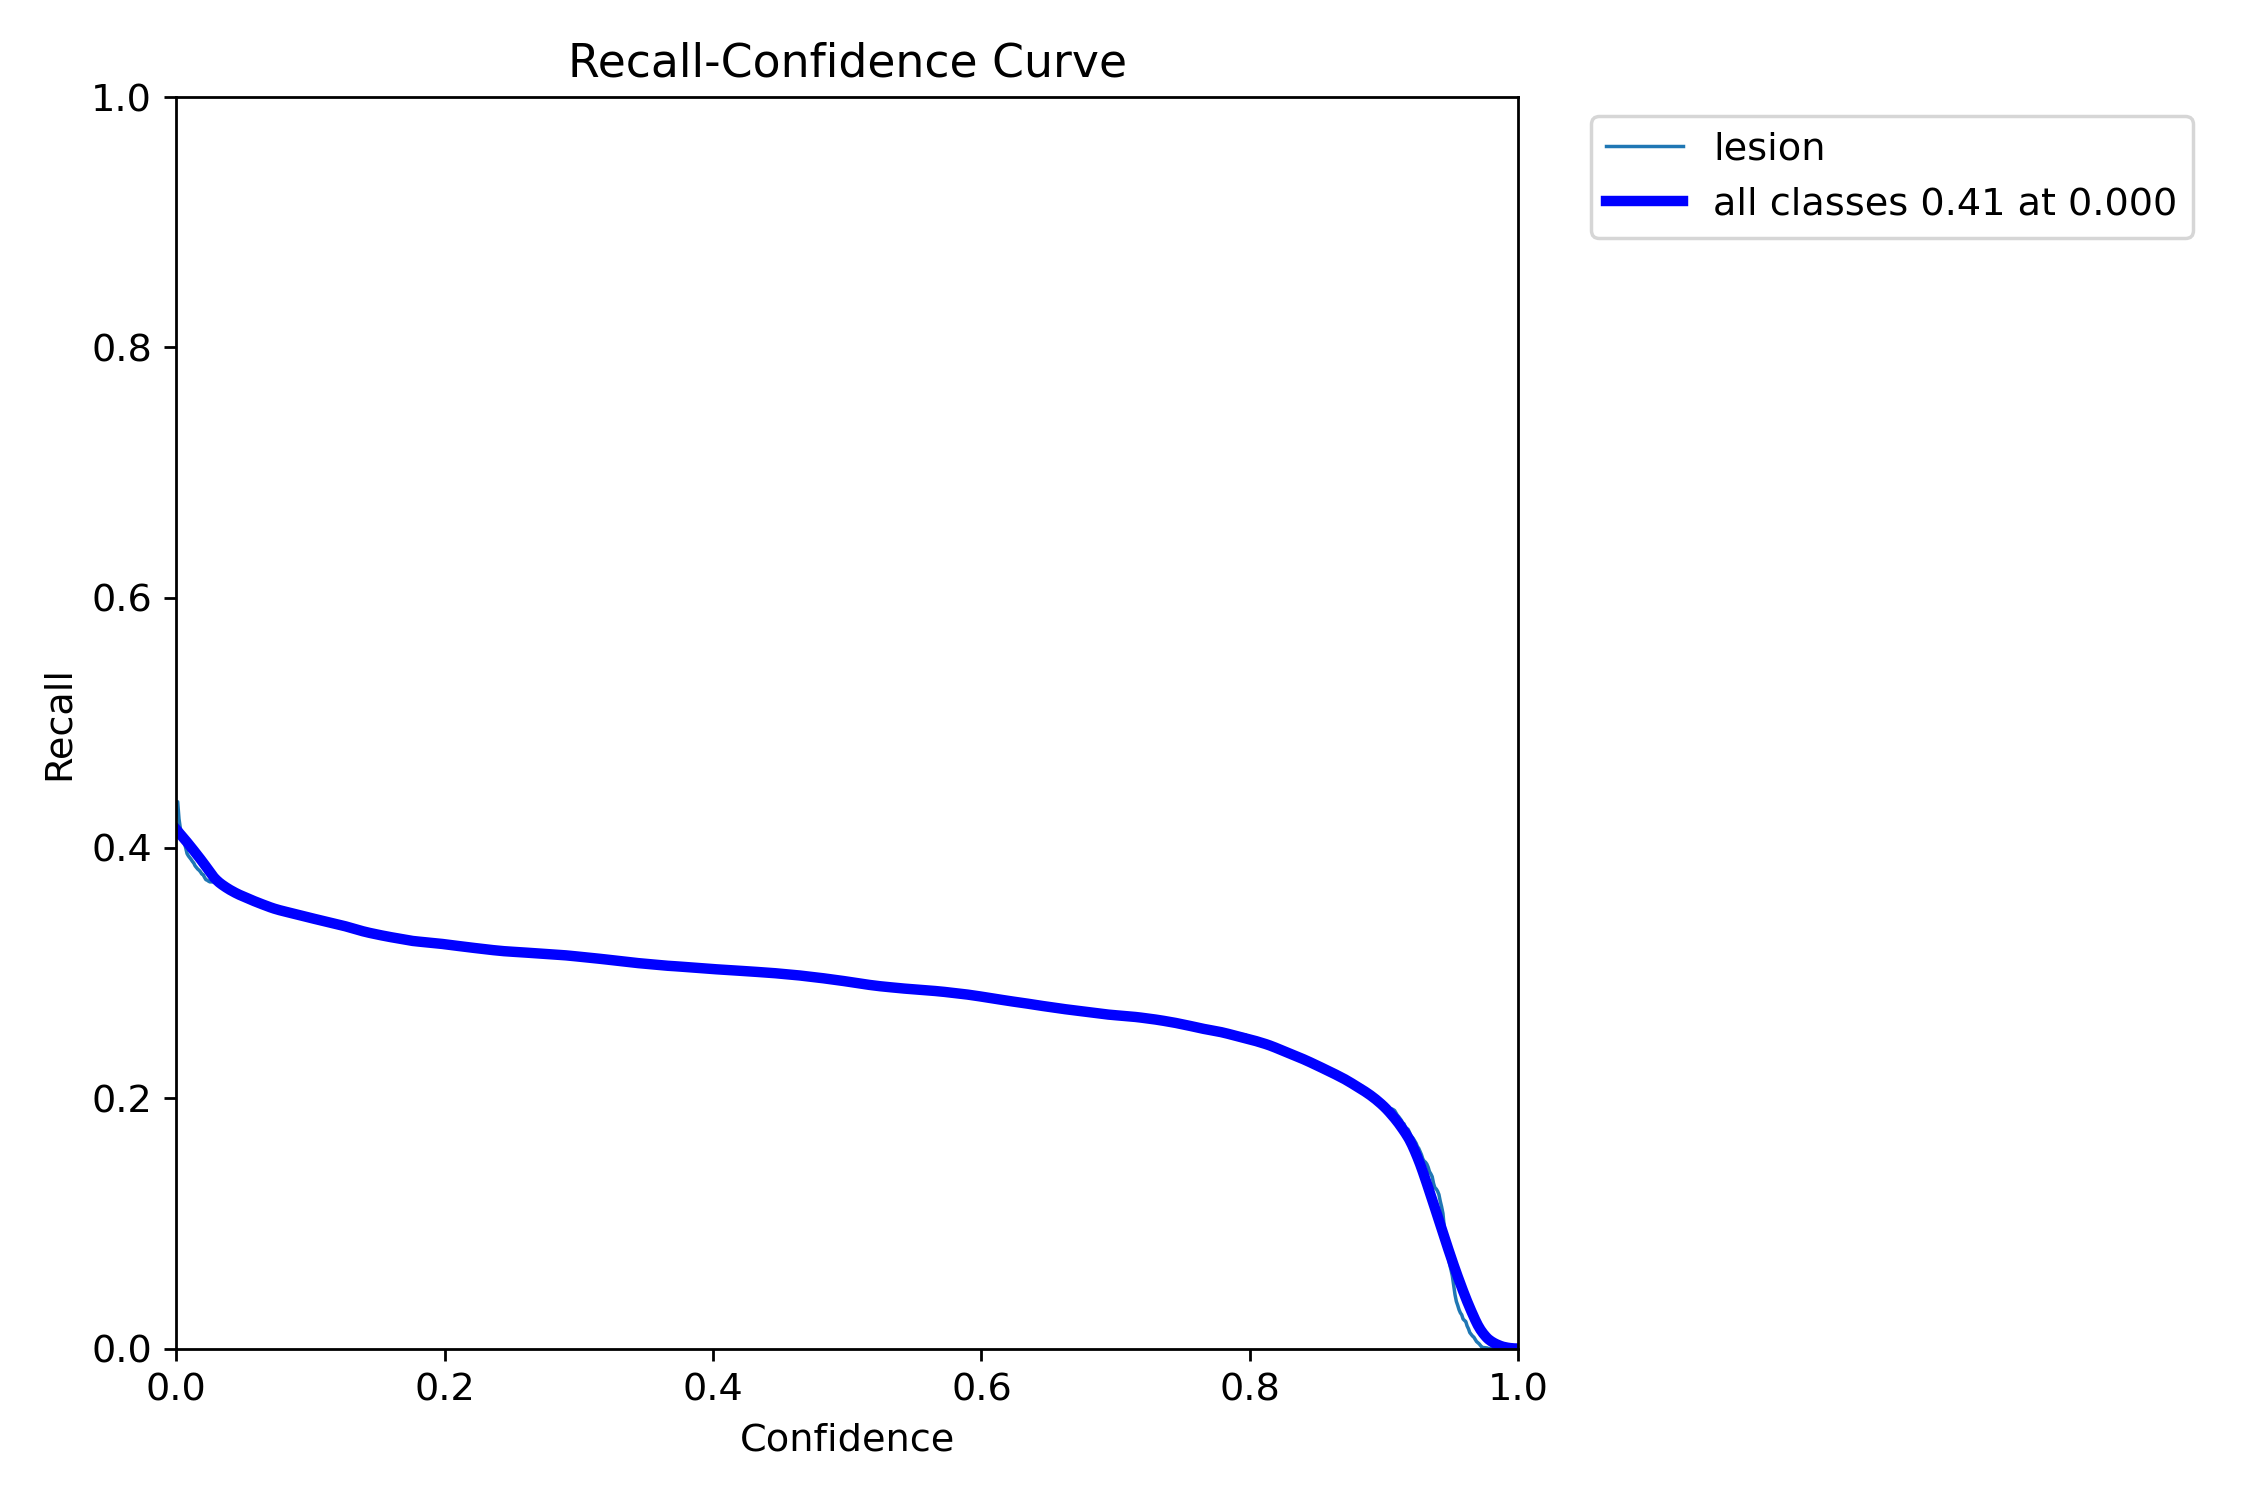 Recall-Confidence Curve
1.0
0.8
0.6
0.4
0.2
0.0
Recall
0.0 0.2 0.4 0.6 0.8 1.0
Confidence
lesion
all classes 0.41 at 0.000